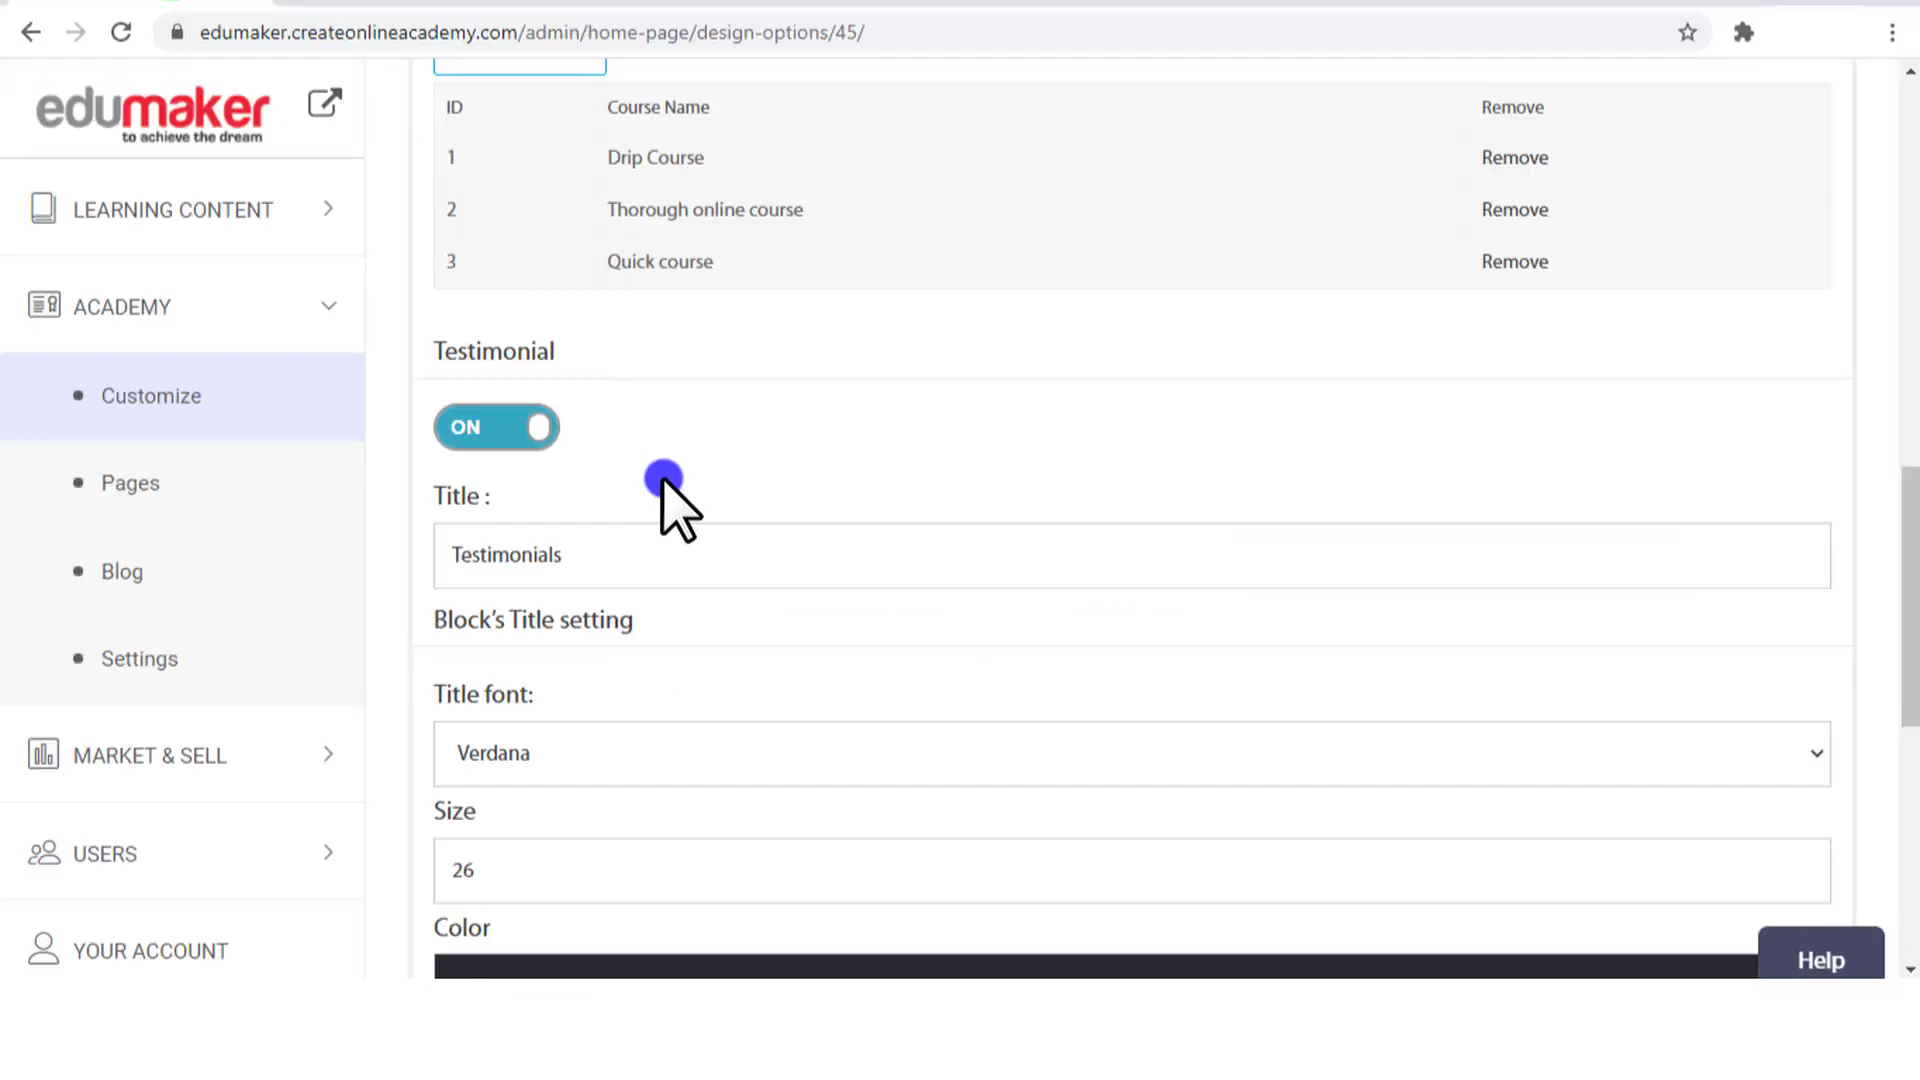 edumaker.createonlineacademy.com/admin/home-page/design-options/45/
edumaker
to achieve the dream
LEARNING CONTENT
ACADEMY
Customize
Pages
Blog
Settings
MARKET & SELL
USERS
YOUR ACCOUNT
ID Course Name Remove
1 Drip Course Remove
2 Thorough online course Remove
3 Quick course Remove
Testimonial
ON
Title :
Testimonials
Block’s Title setting
Title font:
Verdana
Size
26
Color
Help